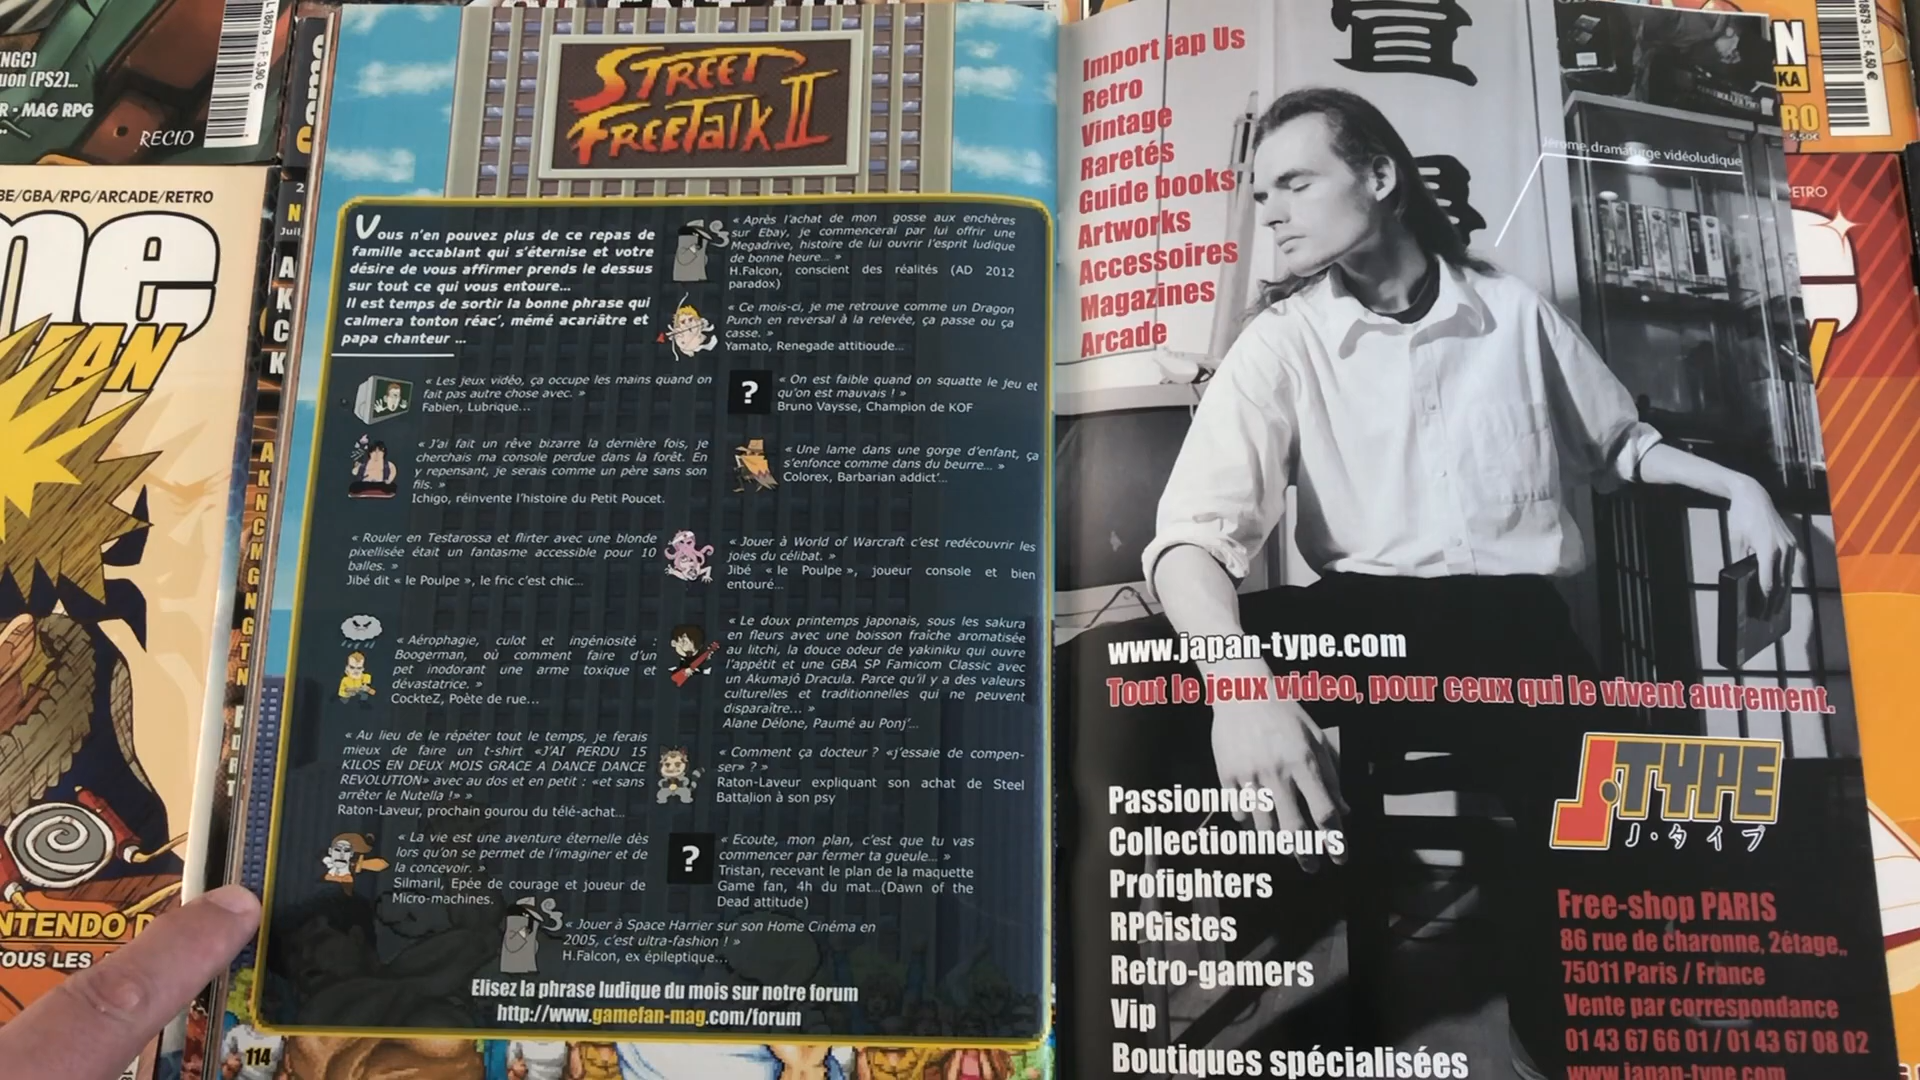 NGC)
uon (PS2)...
R · MAG RPG
RECIO
BE/GBA/RPG/ARCADE/RETRO
me
FAN
NTENDO D
TOUS LES
STREET
FREETALK II
Vous n'en pouvez plus de ce repas de
famille accablant qui s'éternise et votre
désire de vous affirmer prends le dessus
sur tout ce qui vous entoure...
Il est temps de sortir la bonne phrase qui
calmera tonton réac', mémé acariâtre et
papa chanteur ...
« Après l'achat de mon gosse aux enchères
sur Ebay, je commencerai par lui offrir une
Megadrive, histoire de lui ouvrir l'esprit ludique
de bonne heure... »
H.Falcon, conscient des réalités (AD 2012
paradox)
« Ce mois-ci, je me retrouve comme un Dragon
Punch en reversal à la relevée, ça passe ou ça
casse. »
Yamato, Renegade attitioude...
« Les jeux vidéo, ça occupe les mains quand on
fait pas autre chose avec. »
Fabien, Lubrique...
?
« On est faible quand on squatte le jeu et
qu'on est mauvais ! »
Bruno Vaysse, Champion de KOF
« J'ai fait un rêve bizarre la dernière fois, je
cherchais ma console perdue dans la forêt. En
y repensant, je serais comme un père sans son
fils. »
Ichigo, réinvente l'histoire du Petit Poucet.
« Une lame dans une gorge d'enfant, ça
s'enfonce comme dans du beurre... »
Colorex, Barbarian addict'...
« Rouler en Testarossa et flirter avec une blonde
pixellisée était un fantasme accessible pour 10
balles. »
Jibé dit « le Poulpe », le fric c'est chic...
« Jouer à World of Warcraft c'est redécouvrir les
joies du célibat. »
Jibé « le Poulpe », joueur console et bien
entouré...
« Aérophagie, culot et ingéniosité :
Boogerman, où comment faire d'un
pet inodorant une arme toxique et
dévastatrice. »
CockteZ, Poète de rue...
« Le doux printemps japonais, sous les sakura
en fleurs avec une boisson fraîche aromatisée
au litchi, la douce odeur de yakiniku qui ouvre
l'appétit et une GBA SP Famicom Classic avec
un Akumajô Dracula. Parce qu'il y a des valeurs
culturelles et traditionnelles qui ne peuvent
disparaître... »
Alane Délone, Paumé au Ponj'...
« Au lieu de le répéter tout le temps, je ferais
mieux de faire un t-shirt «J'AI PERDU 15
KILOS EN DEUX MOIS GRACE A DANCE DANCE
REVOLUTION» avec au dos et en petit : «et sans
arrêter le Nutella !» »
Raton-Laveur, prochain gourou du télé-achat...
« Comment ça docteur ? «j'essaie de compen-
ser» ? »
Raton-Laveur expliquant son achat de Steel
Battalion à son psy
« La vie est une aventure éternelle dès
lors qu'on se permet de l'imaginer et de
la concevoir. »
Silmaril, Epée de courage et joueur de
Micro-machines.
?
« Ecoute, mon plan, c'est que tu vas
commencer par fermer ta gueule... »
Tristan, recevant le plan de la maquette
Game fan, 4h du mat...(Dawn of the
Dead attitude)
« Jouer à Space Harrier sur son Home Cinéma en
2005, c'est ultra-fashion ! »
H.Falcon, ex épileptique...
Elisez la phrase ludique du mois sur notre forum
http://www.gamefan-mag.com/forum
114
Import jap Us
Retro
Vintage
Raretés
Guide books
Artworks
Accessoires
Magazines
Arcade
Jérome,dramaturge vidéoludique
www.japan-type.com
Tout le jeux video, pour ceux qui le vivent autrement.
Passionnés
Collectionneurs
Profighters
RPGistes
Retro-gamers
Vip
Boutiques spécialisées
J·TYPE
J・タイプ
Free-shop PARIS
86 rue de charonne, 2étage,,
75011 Paris / France
Vente par correspondance
01 43 67 66 01 / 01 43 67 08 02
www.japan-type.com